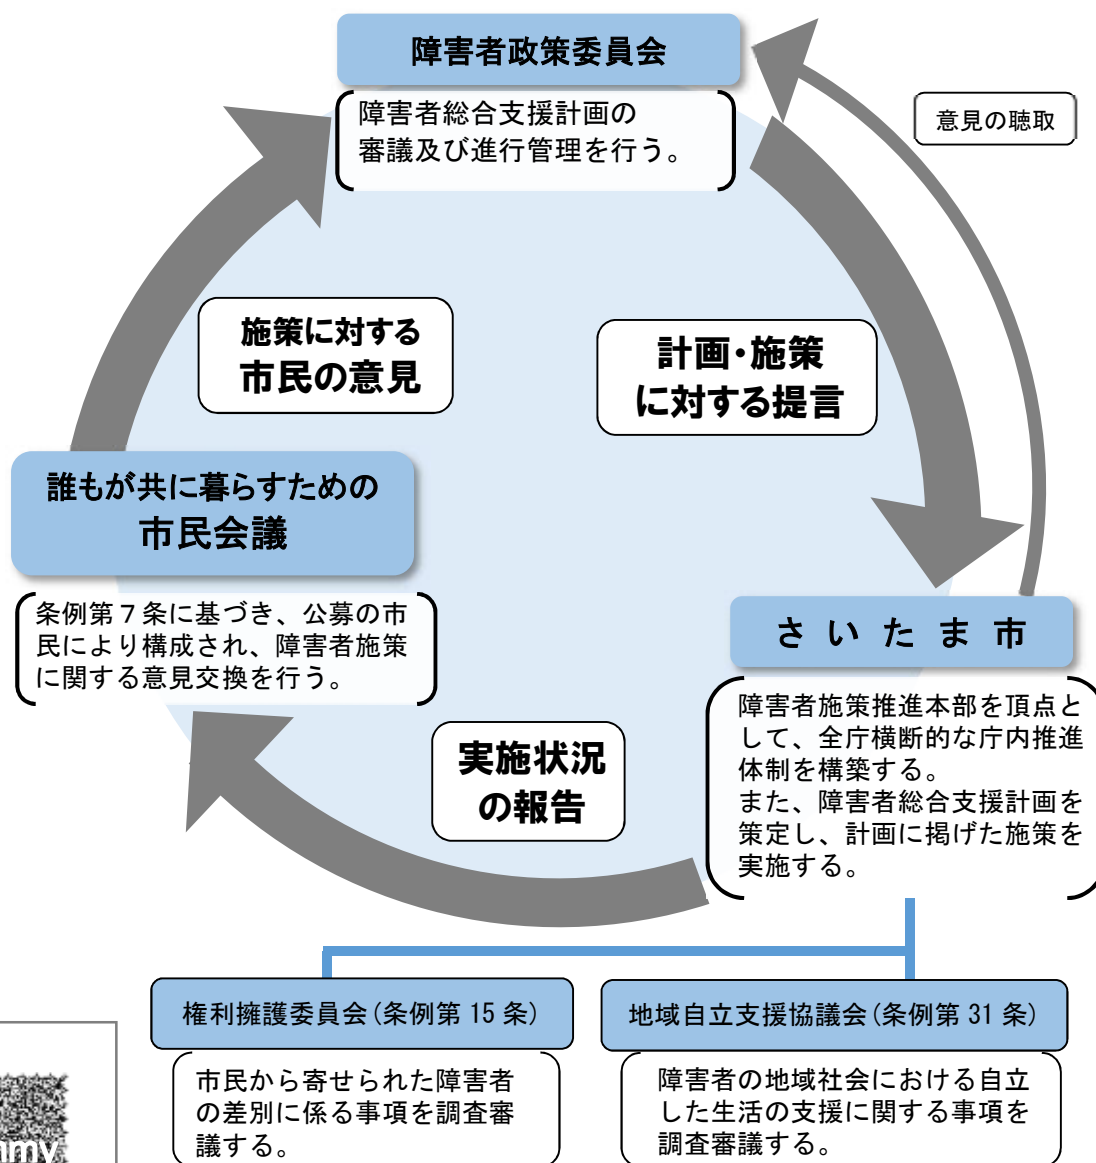 障害者政策委員会
障害者総合支援計画の
審議及び進行管理を行う。
意見の聴取
施策に対する
市民の意見
計画・施策
に対する提言
誰もが共に暮らすための
市民会議
条例第７条に基づき、公募の市
民により構成され、障害者施策
に関する意見交換を行う。
さいたま市
障害者施策推進本部を頂点と
して、全庁横断的な庁内推進
体制を構築する。
また、障害者総合支援計画を
策定し、計画に掲げた施策を
実施する。
実施状況
の報告
権利擁護委員会（条例第 15 条）
地域自立支援協議会（条例第 31 条）
市民から寄せられた障害者
の差別に係る事項を調査審
議する。
障害者の地域社会における自立
した生活の支援に関する事項を
調査審議する。